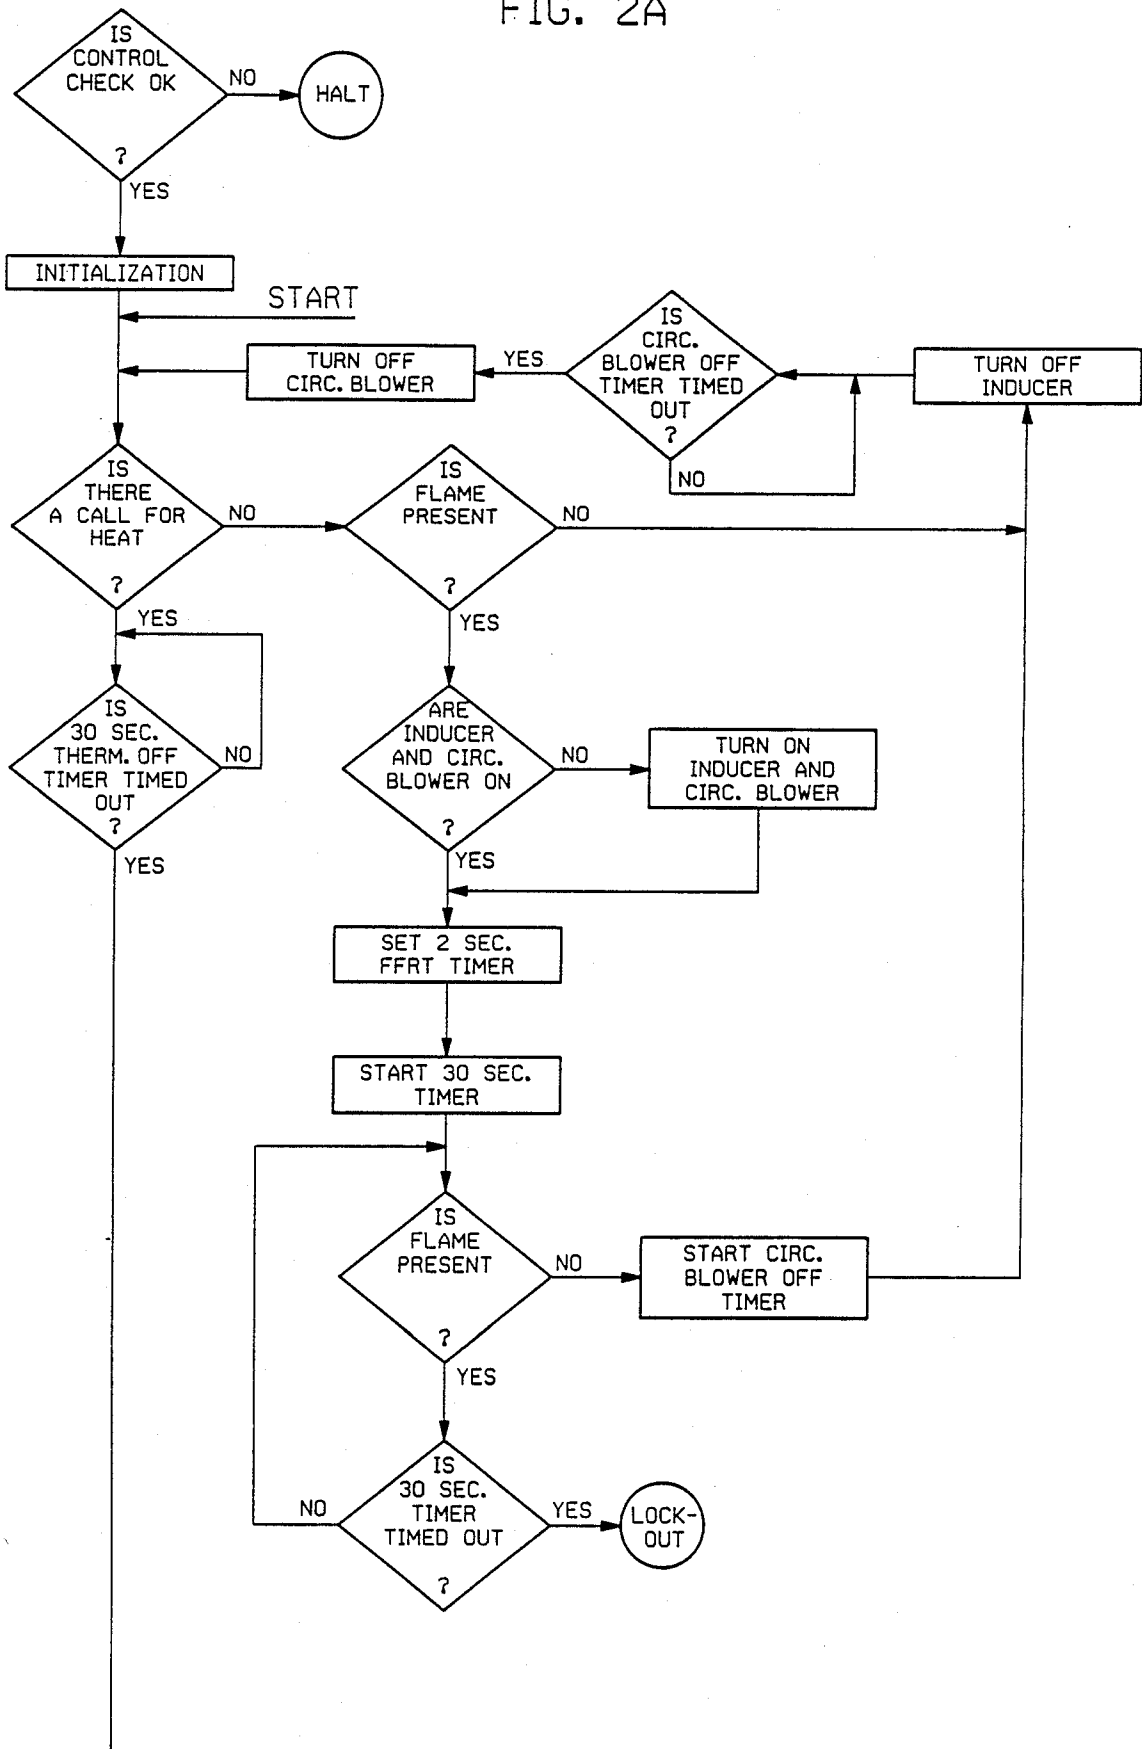 FIG. 2A
IS
CONTROL
CHECK OK
?
NO
HALT
YES
INITIALIZATION
START
TURN OFF
CIRC. BLOWER
YES
IS
CIRC.
BLOWER OFF
TIMER TIMED
OUT
?
NO
TURN OFF
INDUCER
IS
THERE
A CALL FOR
HEAT
?
NO
YES
IS
FLAME
PRESENT
?
NO
YES
IS
30 SEC.
THERM. OFF
TIMER TIMED
OUT
?
NO
YES
ARE
INDUCER
AND CIRC.
BLOWER ON
?
NO
YES
TURN ON
INDUCER AND
CIRC. BLOWER
SET 2 SEC.
FFRT TIMER
START 30 SEC.
TIMER
IS
FLAME
PRESENT
?
NO
YES
START CIRC.
BLOWER OFF
TIMER
IS
30 SEC.
TIMER
TIMED OUT
?
NO
YES
LOCK-
OUT